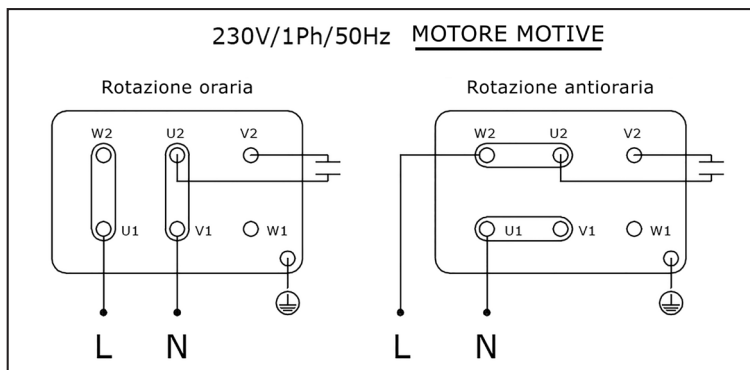 230V/1Ph/50Hz MOTORE MOTIVE
Rotazione oraria
W2 U2 V2
U1 V1 W1
L N
Rotazione antioraria
W2 U2 V2
U1 V1 W1
L N